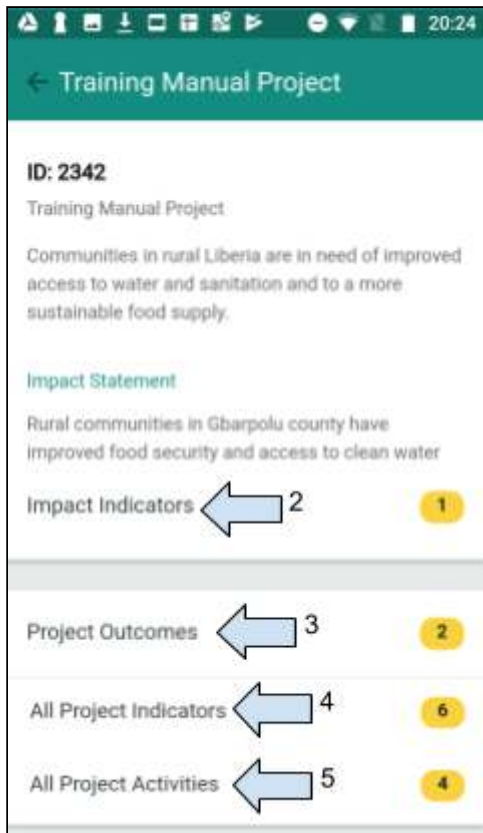 20:24
Training Manual Project
ID: 2342
Training Manual Project
Communities in rural Liberia are in need of improved
access to water and sanitation and to a more
sustainable food supply.
Impact Statement
Rural communities in Gbarpolu county have
improved food security and access to clean water
Impact Indicators 2 1
Project Outcomes 3 2
All Project Indicators 4 6
All Project Activities 5 4